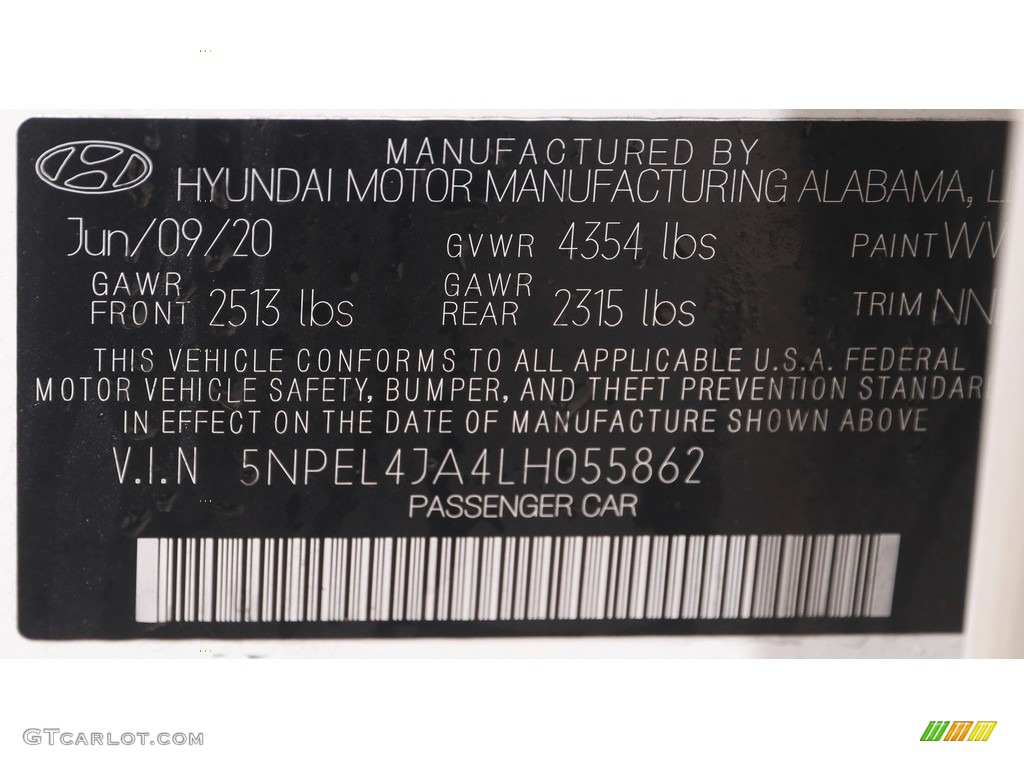 MANUFACTURED BY
HYUNDAI MOTOR MANUFACTURING ALABAMA,
Jun/09/20 GVWR 4354 lbs PAINT
GAWR FRONT 2513 lbs GAWR REAR 2315 lbs TRIM
THIS VEHICLE CONFORMS TO ALL APPLICABLE U.S.A. FEDERAL
MOTOR VEHICLE SAFETY, BUMPER, AND THEFT PREVENTION STANDAR
IN EFFECT ON THE DATE OF MANUFACTURE SHOWN ABOVE
V.I.N 5NPEL4JA4LH055862
PASSENGER CAR
GTCARLOT.COM